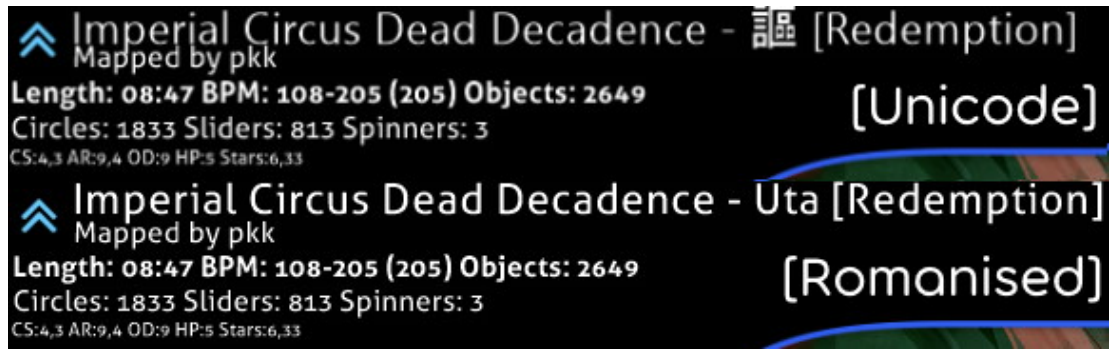 Imperial Circus Dead Decadence - 謳 [Redemption]
Mapped by pkk
Length: 08:47 BPM: 108-205 (205) Objects: 2649
Circles: 1833 Sliders: 813 Spinners: 3
CS:4,3 AR:9,4 OD:9 HP:5 Stars:6,33
[Unicode]
Imperial Circus Dead Decadence - Uta [Redemption]
Mapped by pkk
Length: 08:47 BPM: 108-205 (205) Objects: 2649
Circles: 1833 Sliders: 813 Spinners: 3
CS:4,3 AR:9,4 OD:9 HP:5 Stars:6,33
[Romanised]